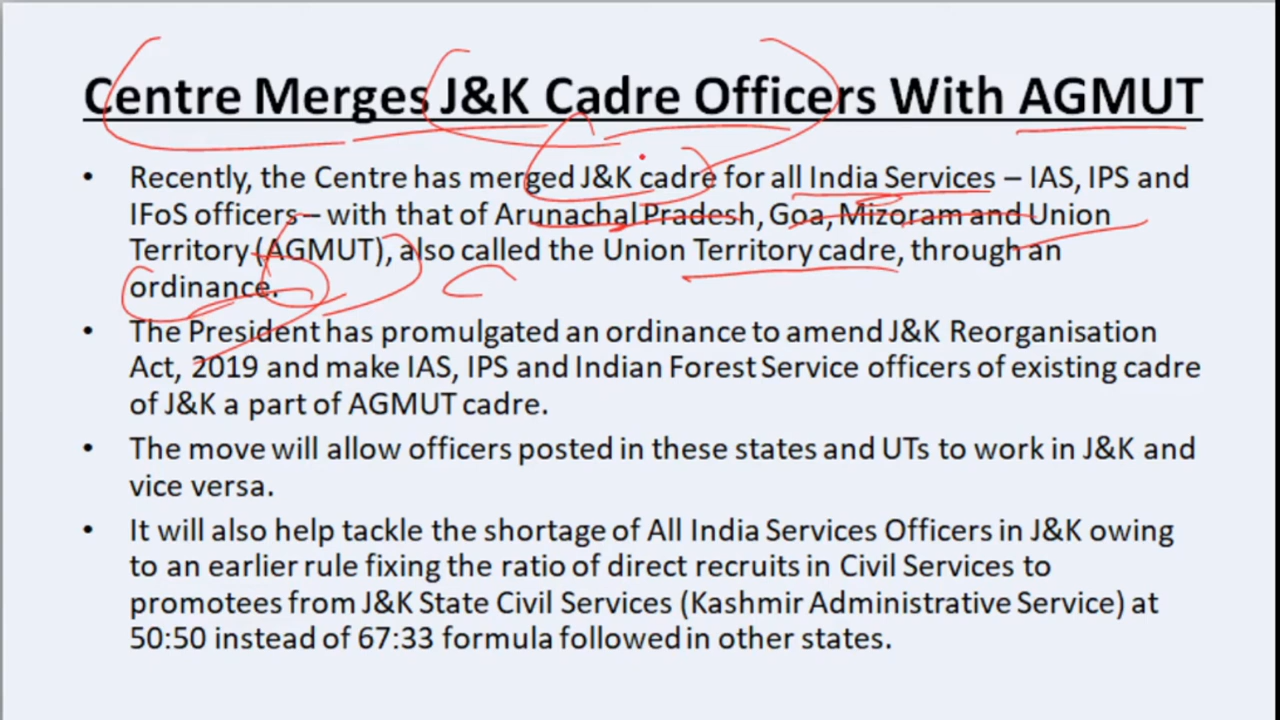 Centre Merges J&K Cadre Officers With AGMUT
• Recently, the Centre has merged J&K cadre for all India Services – IAS, IPS and
IFoS officers – with that of Arunachal Pradesh, Goa, Mizoram and Union
Territory (AGMUT), also called the Union Territory cadre, through an
ordinance.
• The President has promulgated an ordinance to amend J&K Reorganisation
Act, 2019 and make IAS, IPS and Indian Forest Service officers of existing cadre
of J&K a part of AGMUT cadre.
• The move will allow officers posted in these states and UTs to work in J&K and
vice versa.
• It will also help tackle the shortage of All India Services Officers in J&K owing
to an earlier rule fixing the ratio of direct recruits in Civil Services to
promotees from J&K State Civil Services (Kashmir Administrative Service) at
50:50 instead of 67:33 formula followed in other states.